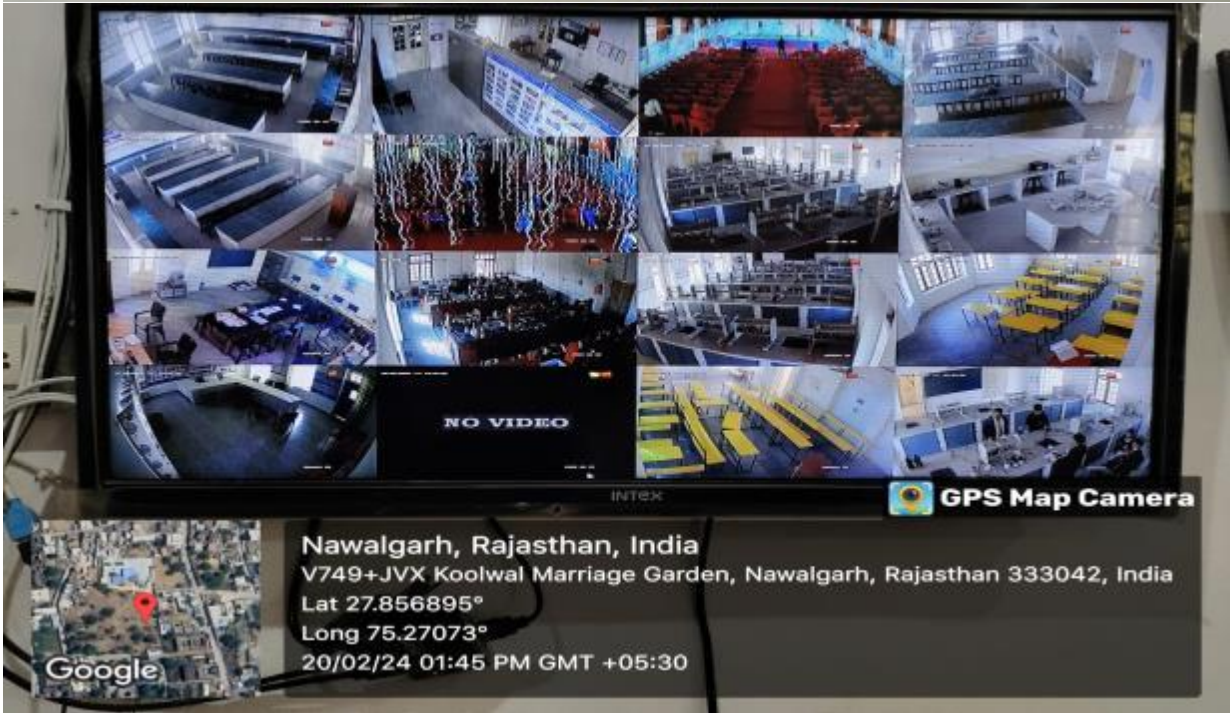 NO VIDEO
INTEX
GPS Map Camera
Nawalgarh, Rajasthan, India
V749+JVX Koolwal Marriage Garden, Nawalgarh, Rajasthan 333042, India
Lat 27.856895°
Long 75.27073°
20/02/24 01:45 PM GMT +05:30
Google